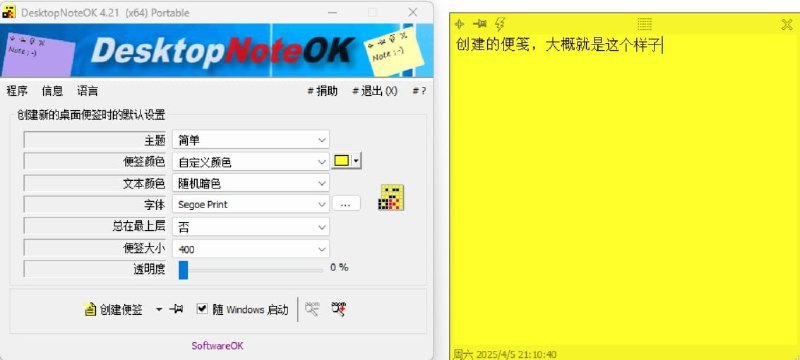 DesktopNoteOK 4.21 (x64) Portable
Note :-)
DesktopNoteOK
Note :-)
程序 信息 语言 # 捐助 # 退出 (X) # ?
创建新的桌面便签时的默认设置
主题 简单
便签颜色 自定义颜色
文本颜色 随机暗色
字体 Segoe Print ...
总在最上层 否
便签大小 400
透明度 0 %
创建便签 随 Windows 启动
SoftwareOK
创建的便笺，大概就是这个样子
周六 2025/4/5 21:10:40